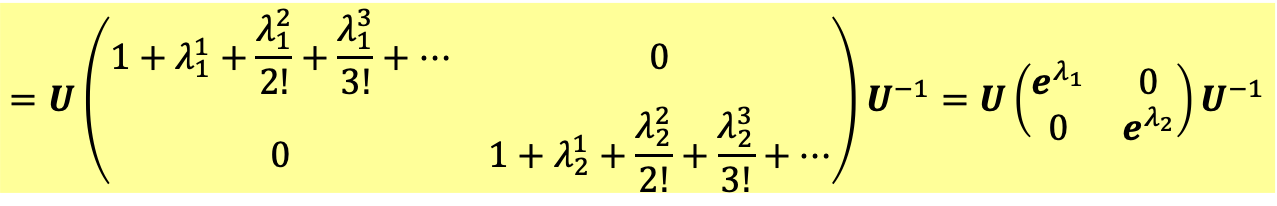 = U ( 1 + λ₁¹ + λ₁²/2! + λ₁³/3! + ⋯ 0
0 1 + λ₂¹ + λ₂²/2! + λ₂³/3! + ⋯ ) U⁻¹ = U ( e^λ₁ 0
0 e^λ₂ ) U⁻¹